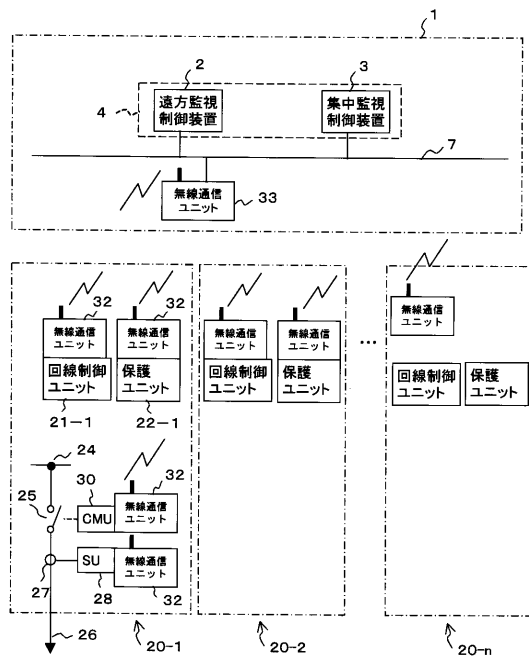 1
2
3
遠方監視
制御装置
集中監視
制御装置
4
7
無線通信
ユニット
33
32
32
無線通信
ユニット
無線通信
ユニット
無線通信
ユニット
無線通信
ユニット
無線通信
ユニット
…
回線制御
ユニット
保護
ユニット
回線制御
ユニット
保護
ユニット
回線制御
ユニット
保護
ユニット
21-1
22-1
24
25
30
32
CMU
無線通信
ユニット
SU
無線通信
ユニット
27
28
32
26
20-1
20-2
20-n